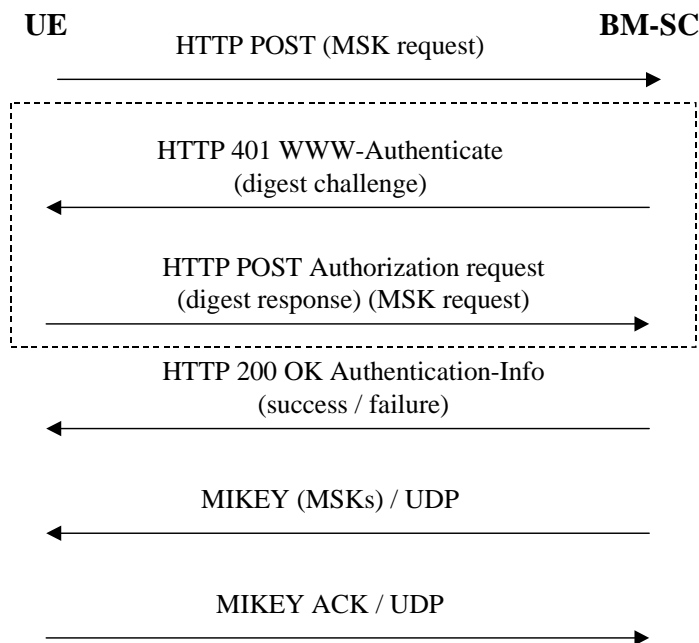 UE BM-SC
HTTP POST (MSK request)
HTTP 401 WWW-Authenticate
(digest challenge)
HTTP POST Authorization request
(digest response) (MSK request)
HTTP 200 OK Authentication-Info
(success / failure)
MIKEY (MSKs) / UDP
MIKEY ACK / UDP